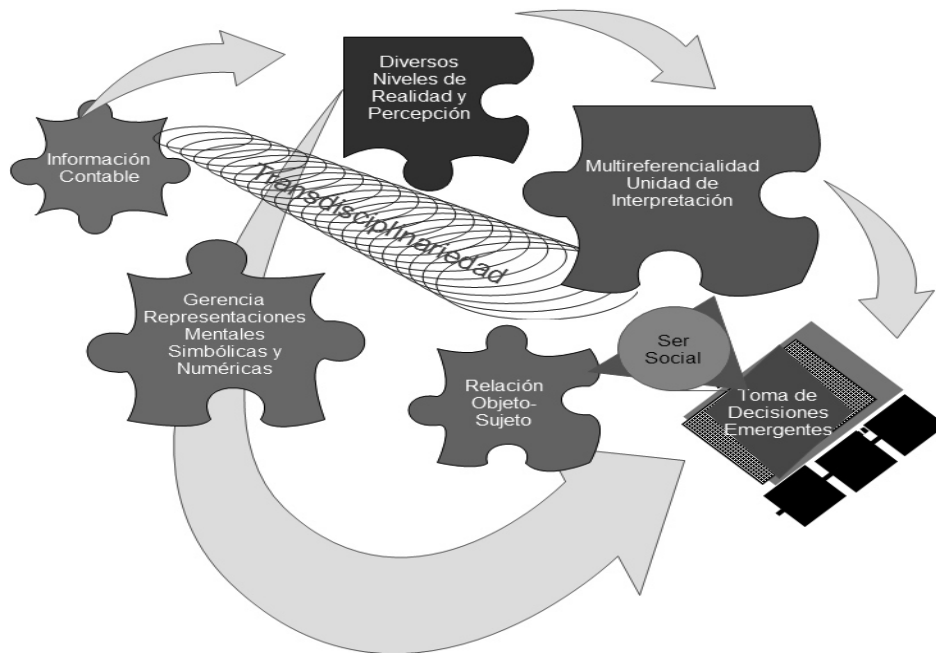 Diversos
Niveles de
Realidad y
Percepción
Información
Contable
Multireferencialidad
Unidad de
Interpretación
Transdisciplinariedad
Gerencia
Representaciones
Mentales
Simbólicas y
Numéricas
Ser
Social
Relación
Objeto-
Sujeto
Toma de
Decisiones
Emergentes